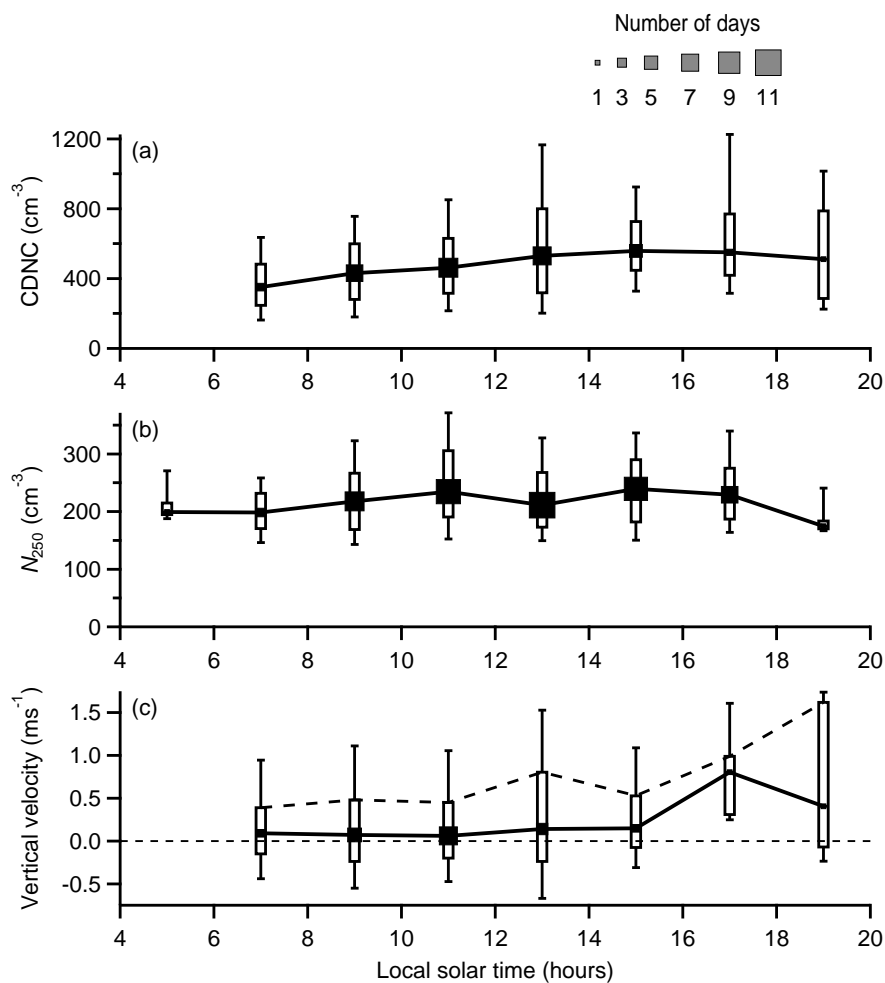 Number of days
1 3 5 7 9 11
(a)
CDNC (cm⁻³)
1200
800
400
0
4 6 8 10 12 14 16 18 20
(b)
N₂₅₀ (cm⁻³)
300
200
100
0
4 6 8 10 12 14 16 18 20
(c)
Vertical velocity (ms⁻¹)
1.5
1.0
0.5
0.0
-0.5
4 6 8 10 12 14 16 18 20
Local solar time (hours)